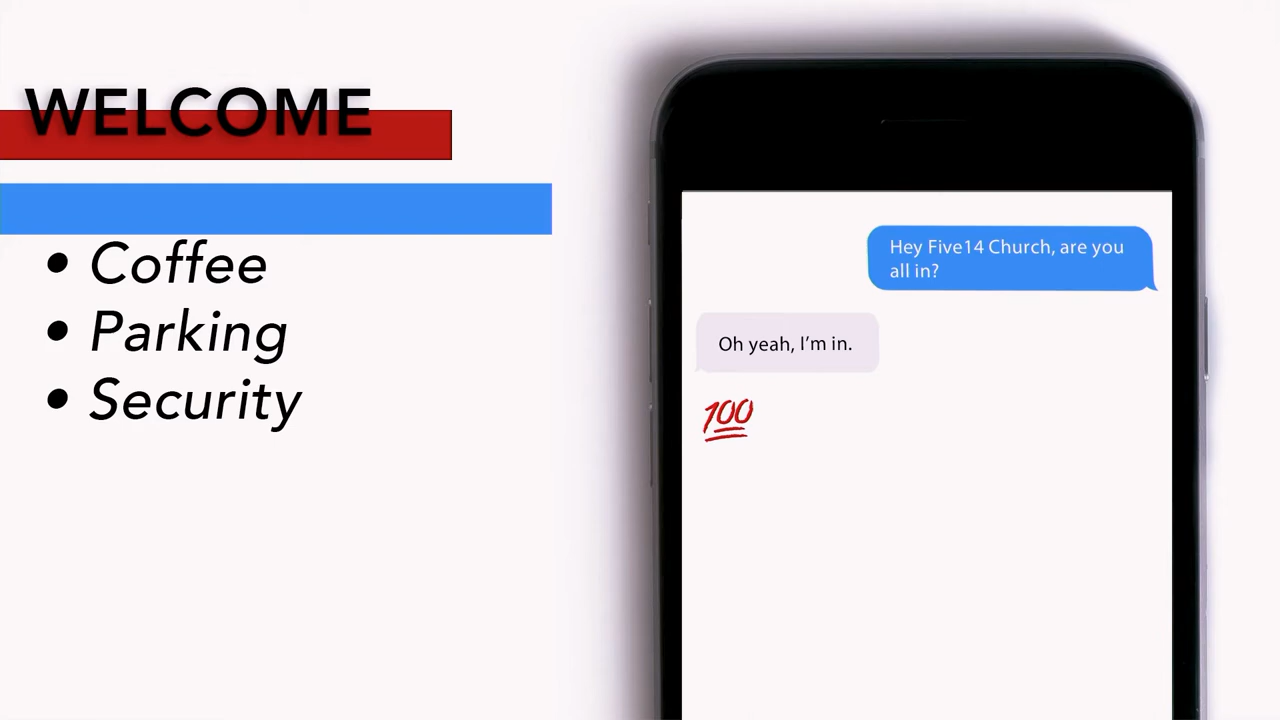 WELCOME
• Coffee
• Parking
• Security
Hey Five14 Church, are you
all in?
Oh yeah, I'm in.
💯